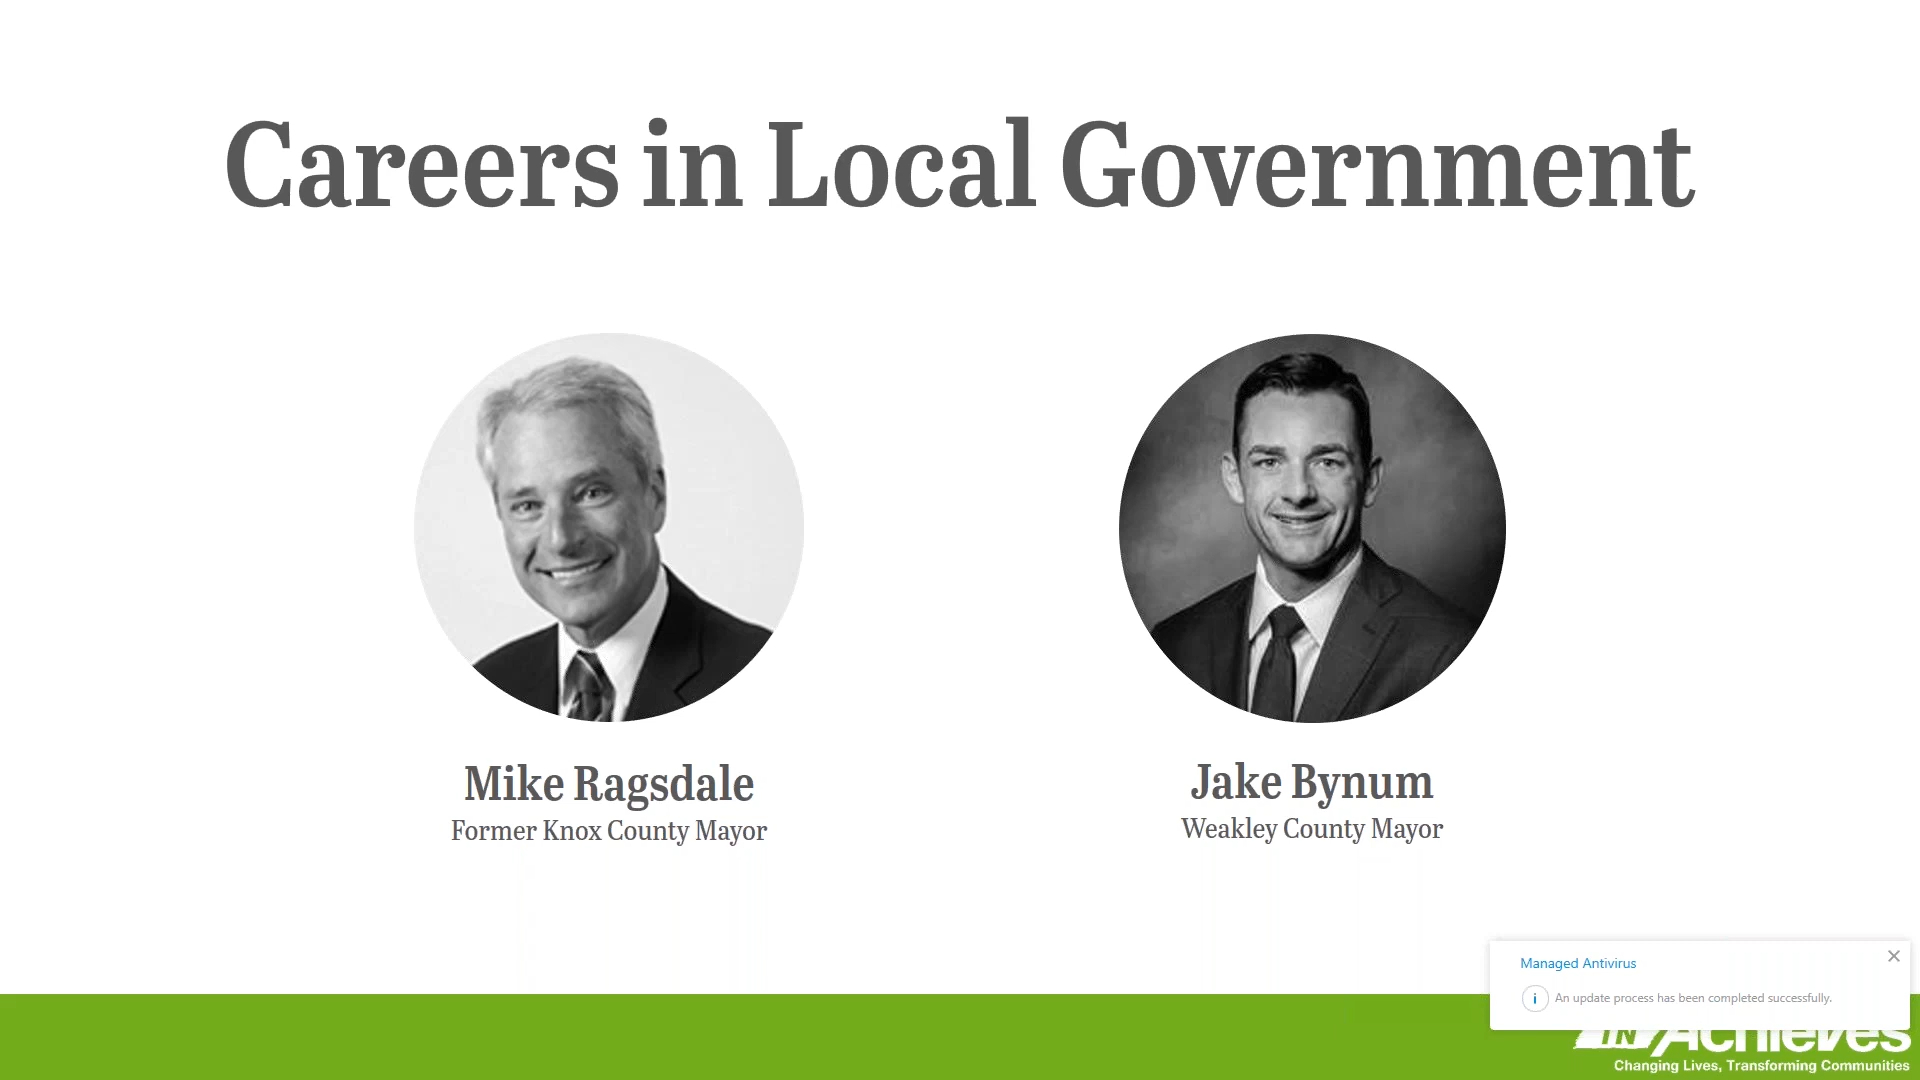 Careers in Local Government
Mike Ragsdale
Former Knox County Mayor
Jake Bynum
Weakley County Mayor
Managed Antivirus
i
An update process has been completed successfully.
Achieves
Changing Lives, Transforming Communities